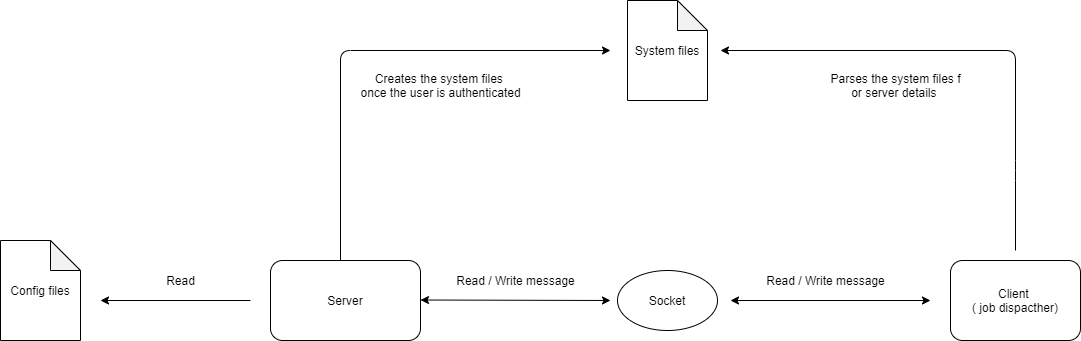 System files
Creates the system files
once the user is authenticated
Parses the system files f
or server details
Config files
Read
Server
Read / Write message
Socket
Read / Write message
Client
( job dispacther)